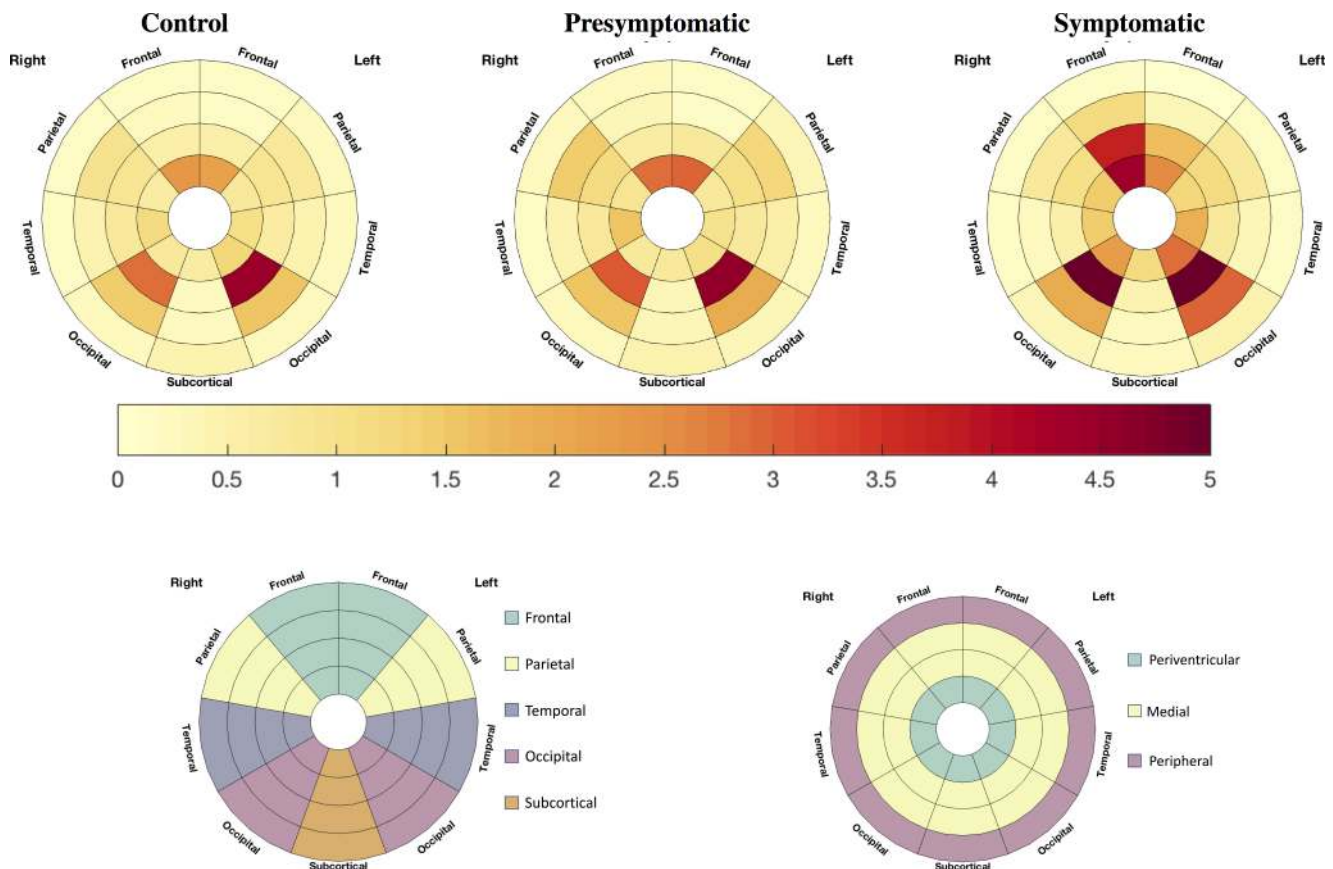 Control
Presymptomatic
Symptomatic
Right
Frontal
Frontal
Left
Parietal
Parietal
Temporal
Temporal
Occipital
Occipital
Subcortical
Right
Frontal
Frontal
Left
Parietal
Parietal
Temporal
Temporal
Occipital
Occipital
Subcortical
Right
Frontal
Frontal
Left
Parietal
Parietal
Temporal
Temporal
Occipital
Occipital
Subcortical
0 0.5 1 1.5 2 2.5 3 3.5 4 4.5 5
Right
Frontal
Frontal
Left
Parietal
Parietal
Temporal
Temporal
Occipital
Occipital
Subcortical
Frontal
Parietal
Temporal
Occipital
Subcortical
Right
Frontal
Frontal
Left
Parietal
Parietal
Temporal
Temporal
Occipital
Occipital
Subcortical
Periventricular
Medial
Peripheral